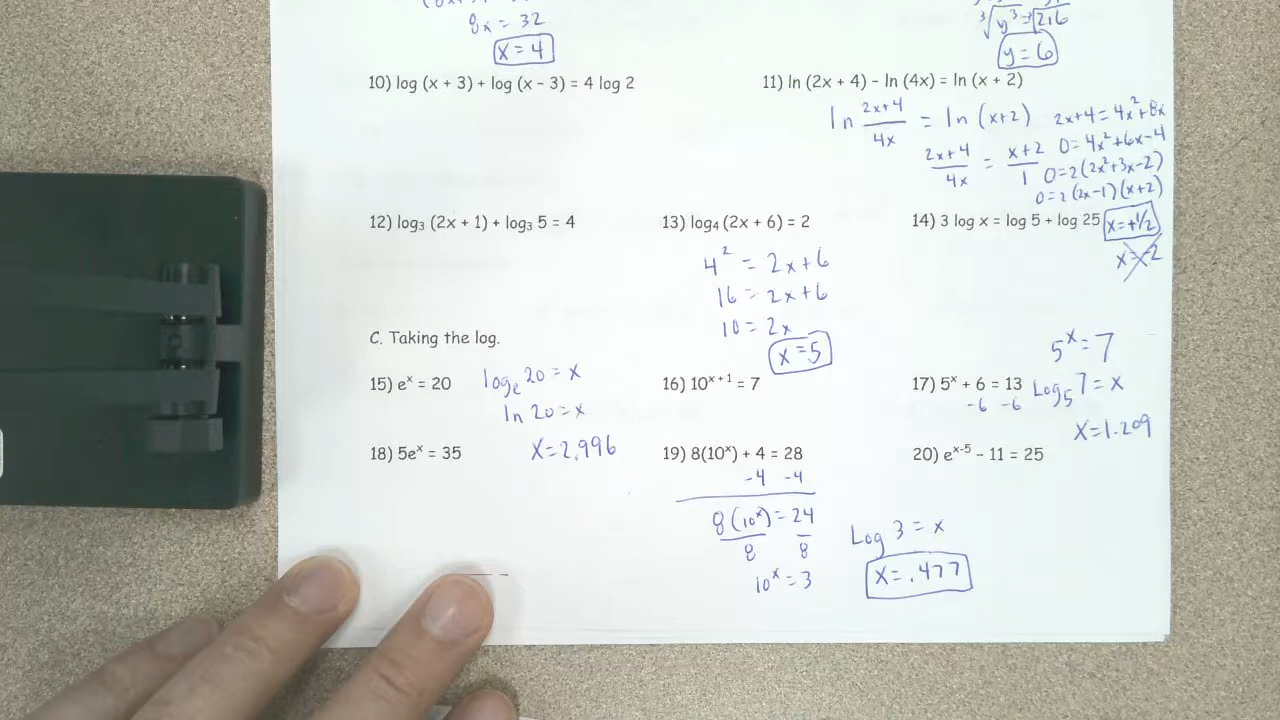 8x = 32
x = 4
∛y³ = ∛216
y = 6
10) log (x + 3) + log (x – 3) = 4 log 2
11) ln (2x + 4) – ln (4x) = ln (x + 2)
ln (2x+4)/(4x) = ln (x+2)
(2x+4)/(4x) = (x+2)/1
2x+4 = 4x²+8x
0 = 4x²+6x-4
0 = 2(2x²+3x-2)
0 = 2(2x-1)(x+2)
x = +1/2
x = -2
12) log₃ (2x + 1) + log₃ 5 = 4
13) log₄ (2x + 6) = 2
4² = 2x+6
16 = 2x+6
10 = 2x
x = 5
14) 3 log x = log 5 + log 25
C. Taking the log.
15) eˣ = 20
logₑ 20 = x
ln 20 = x
x = 2.996
16) 10ˣ⁺¹ = 7
17) 5ˣ + 6 = 13
-6 -6
5ˣ = 7
Log₅ 7 = x
x = 1.209
18) 5eˣ = 35
19) 8(10ˣ) + 4 = 28
-4 -4
8(10ˣ) = 24
8 8
10ˣ = 3
Log 3 = x
x = .477
20) eˣ⁻⁵ – 11 = 25